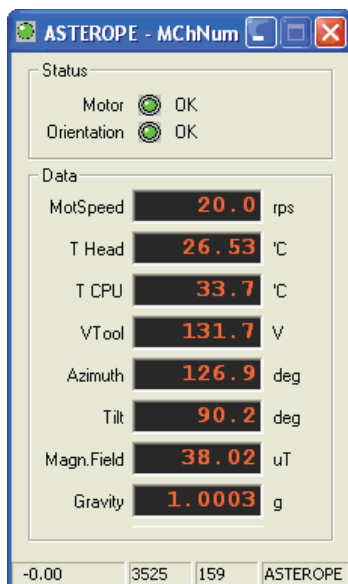 ASTEROPE - MChNum
Status
Motor OK
Orientation OK
Data
MotSpeed 20.0 rps
T Head 26.53 'C
T CPU 33.7 'C
VTool 131.7 V
Azimuth 126.9 deg
Tilt 90.2 deg
Magn.Field 38.02 uT
Gravity 1.0003 g
-0.00 3525 159 ASTEROPE